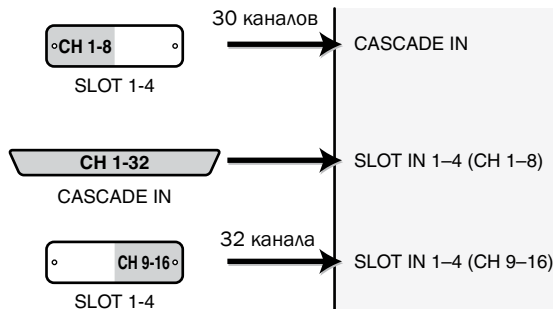 30 каналов
CH 1-8
CASCADE IN
SLOT 1-4
CH 1-32
SLOT IN 1–4 (CH 1–8)
CASCADE IN
32 канала
CH 9-16
SLOT IN 1–4 (CH 9–16)
SLOT 1-4